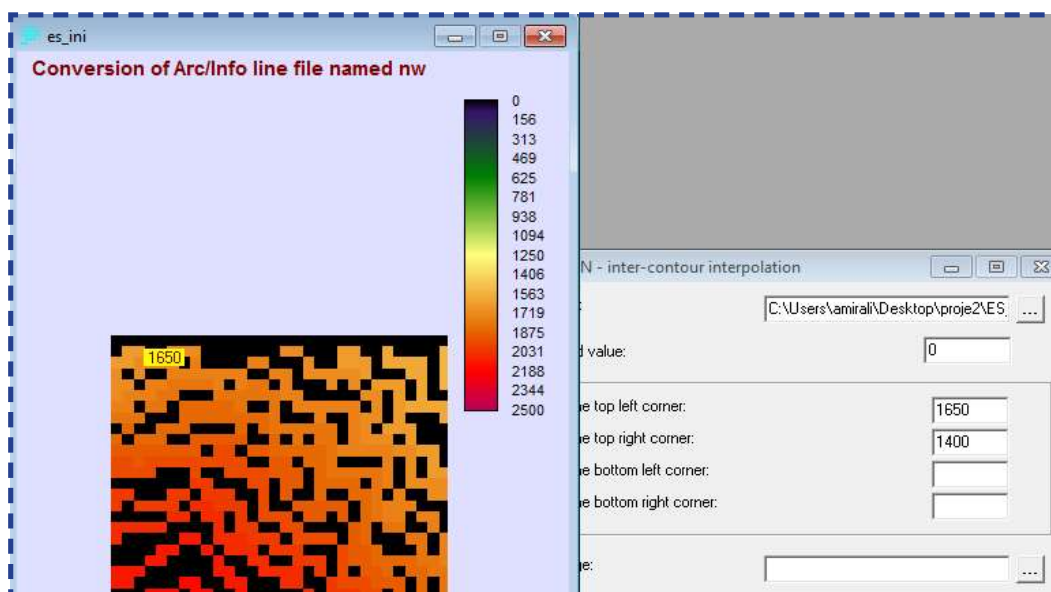 es_ini
Conversion of Arc/Info line file named nw
0
156
313
469
625
781
938
1094
1250
1406
1563
1719
1875
2031
2188
2344
2500
1650
N - inter-contour interpolation
C:\Users\amirali\Desktop\proje2\ES_
...
value:
0
top left corner:
1650
top right corner:
1400
bottom left corner:
bottom right corner:
...